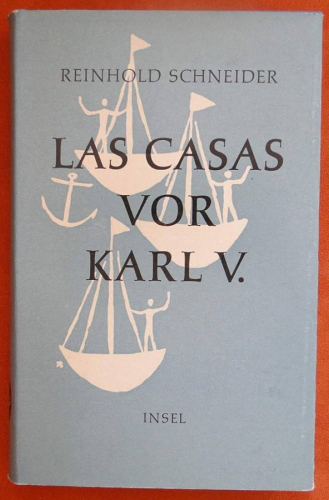 REINHOLD SCHNEIDER
LAS CASAS
VOR
KARL V.
INSEL